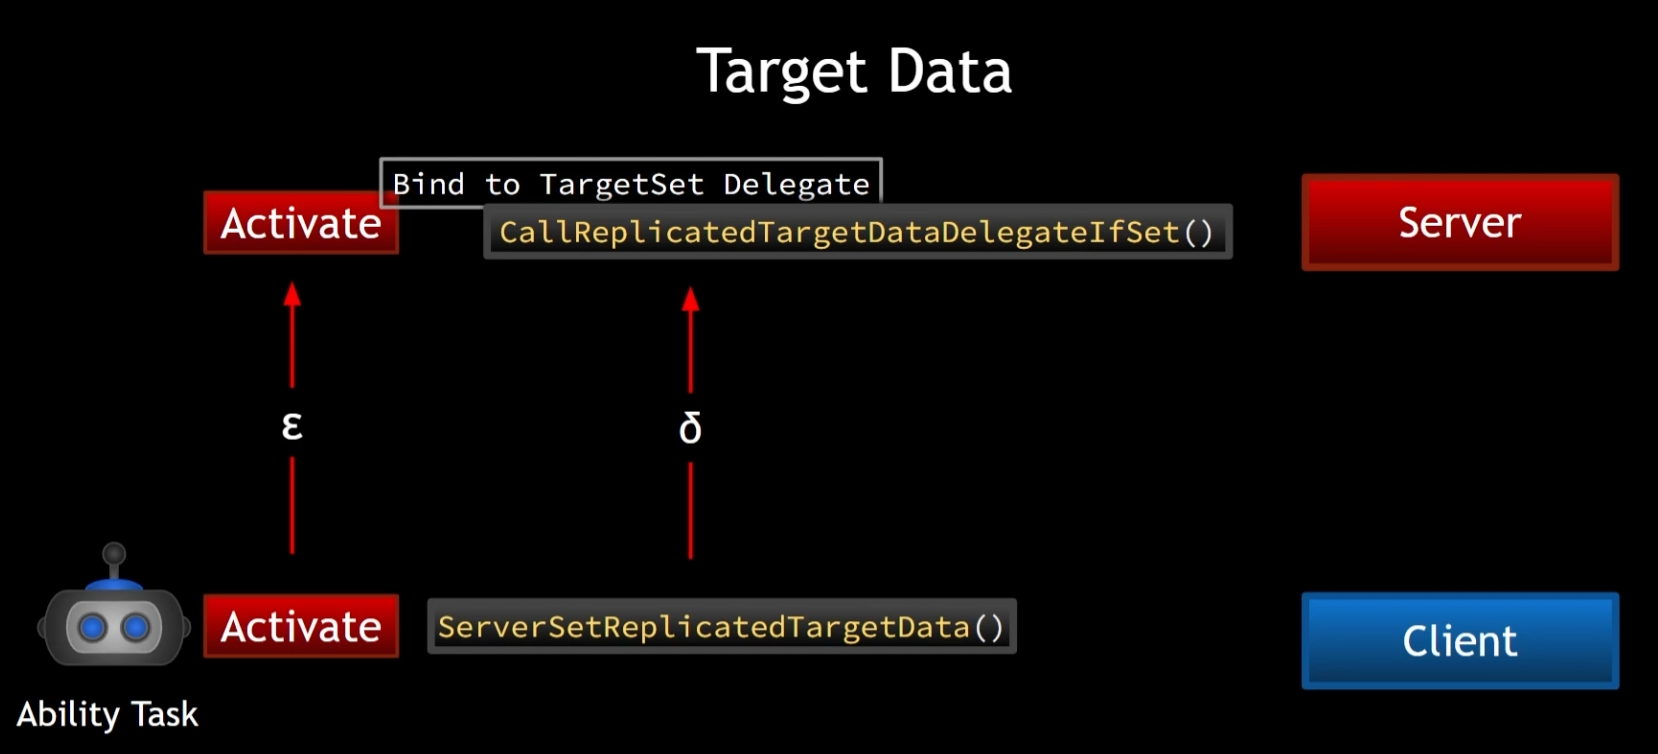 Target Data
Bind to TargetSet Delegate
Activate
CallReplicatedTargetDataDelegateIfSet()
Server
ε
δ
Activate
ServerSetReplicatedTargetData()
Client
Ability Task